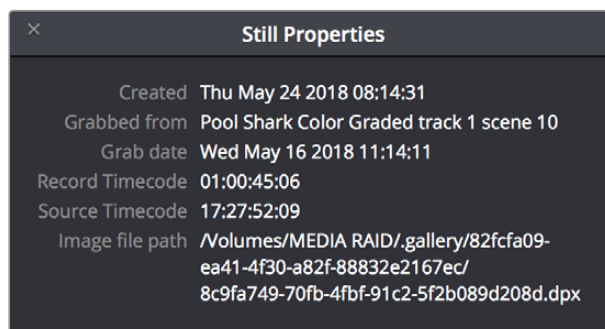 Still Properties
Created Thu May 24 2018 08:14:31
Grabbed from Pool Shark Color Graded track 1 scene 10
Grab date Wed May 16 2018 11:14:11
Record Timecode 01:00:45:06
Source Timecode 17:27:52:09
Image file path /Volumes/MEDIA RAID/.gallery/82fcfa09-
ea41-4f30-a82f-88832e2167ec/
8c9fa749-70fb-4fbf-91c2-5f2b089d208d.dpx